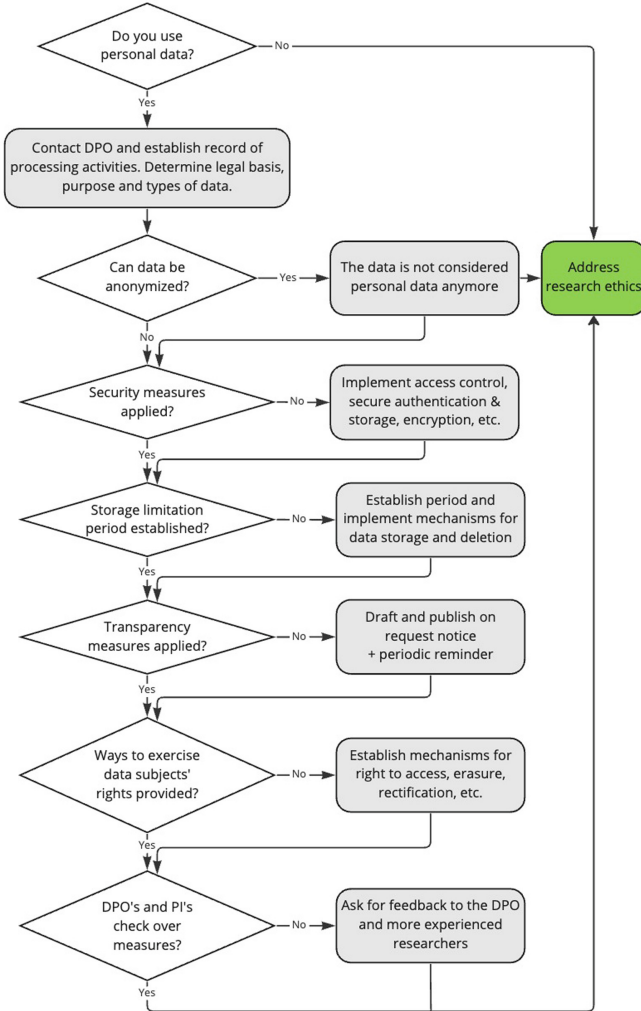 Do you use
personal data?
No
Yes
Contact DPO and establish record of
processing activities. Determine legal basis,
purpose and types of data.
Can data be
anonymized?
Yes
The data is not considered
personal data anymore
Address
research ethics
No
Security measures
applied?
No
Implement access control,
secure authentication &
storage, encryption, etc.
Yes
Storage limitation
period established?
No
Establish period and
implement mechanisms for
data storage and deletion
Yes
Transparency
measures applied?
No
Draft and publish on
request notice
+ periodic reminder
Yes
Ways to exercise
data subjects'
rights provided?
No
Establish mechanisms for
right to access, erasure,
rectification, etc.
Yes
DPO's and PI's
check over
measures?
No
Ask for feedback to the DPO
and more experienced
researchers
Yes